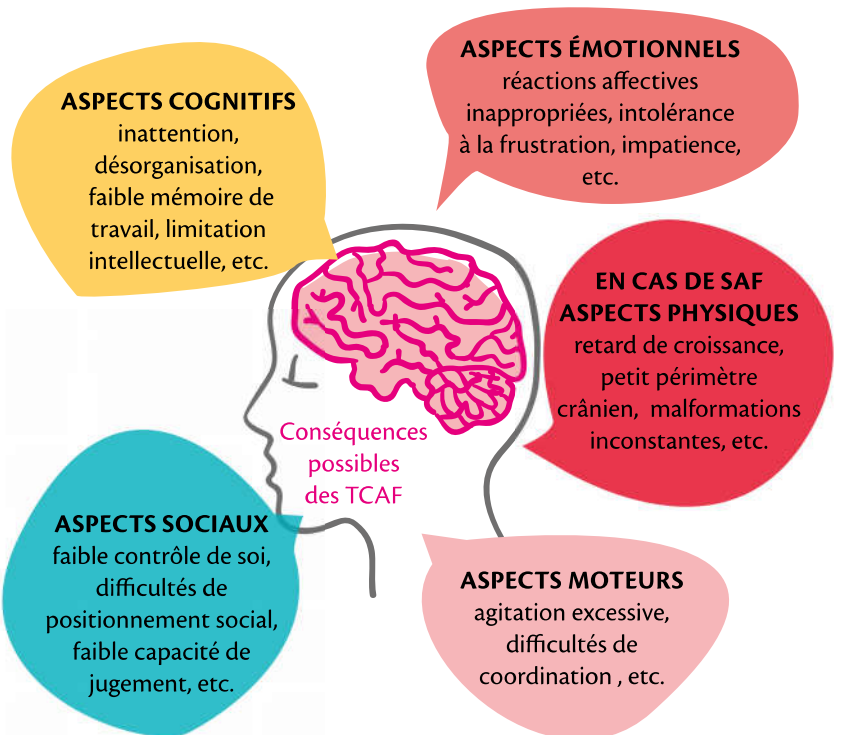 ASPECTS COGNITIFS
inattention,
désorganisation,
faible mémoire de
travail, limitation
intellectuelle, etc.
ASPECTS ÉMOTIONNELS
réactions affectives
inappropriées, intolérance
à la frustration, impatience,
etc.
EN CAS DE SAF
ASPECTS PHYSIQUES
retard de croissance,
petit périmètre
crânien, malformations
inconstantes, etc.
Conséquences
possibles
des TCAF
ASPECTS SOCIAUX
faible contrôle de soi,
difficultés de
positionnement social,
faible capacité de
jugement, etc.
ASPECTS MOTEURS
agitation excessive,
difficultés de
coordination , etc.